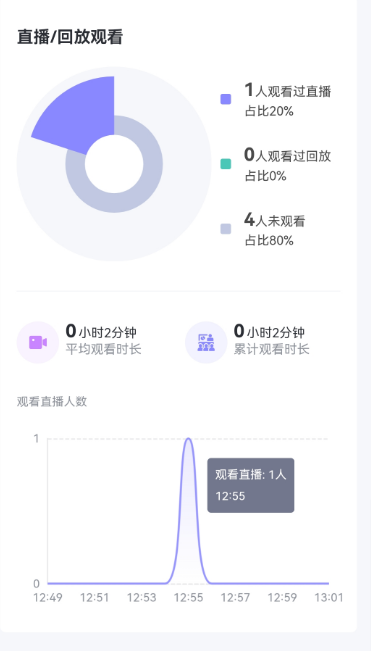 直播/回放观看
1人观看过直播
占比20%
0人观看过回放
占比0%
4人未观看
占比80%
0小时2分钟
平均观看时长
0小时2分钟
累计观看时长
观看直播人数
1
观看直播: 1人
12:55
0
12:49 12:51 12:53 12:55 12:57 12:59 13:01